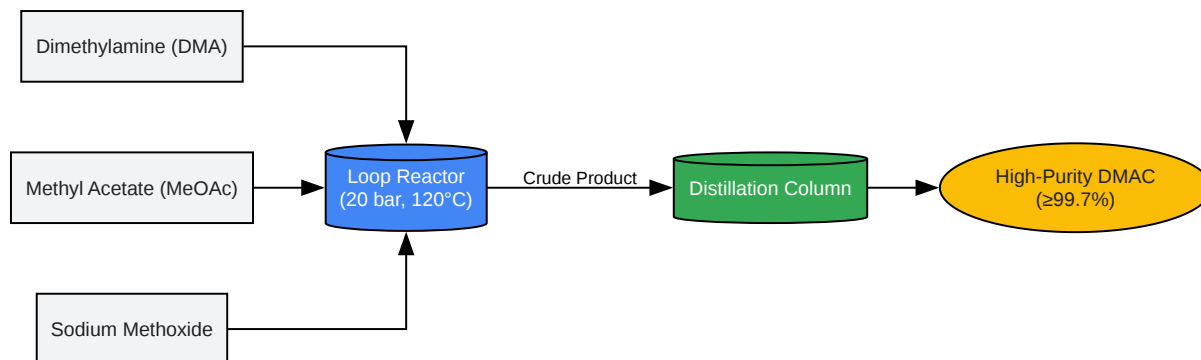 Dimethylamine (DMA)
Methyl Acetate (MeOAc)
Sodium Methoxide
Loop Reactor
(20 bar, 120°C)
Crude Product
Distillation Column
High-Purity DMAC
(≥99.7%)